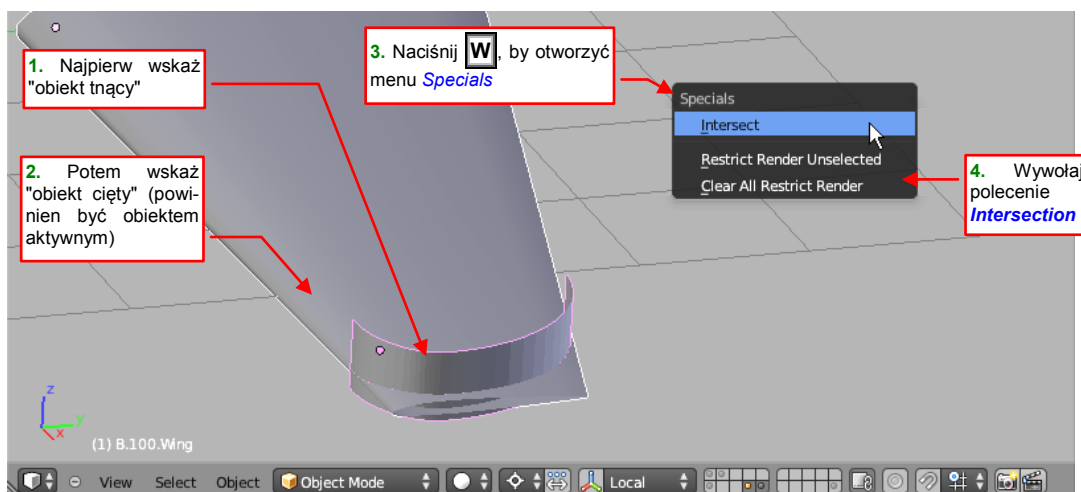 1. Najpierw wskaż
"obiekt tnący"
3. Naciśnij W, by otworzyć
menu Specials
Specials
Intersect
Restrict Render Unselected
Clear All Restrict Render
2. Potem wskaż
"obiekt cięty" (powi-
nien być obiektem
aktywnym)
4. Wywołaj
polecenie
Intersection
z
y
x
(1) B.100.Wing
View Select Object Object Mode Local